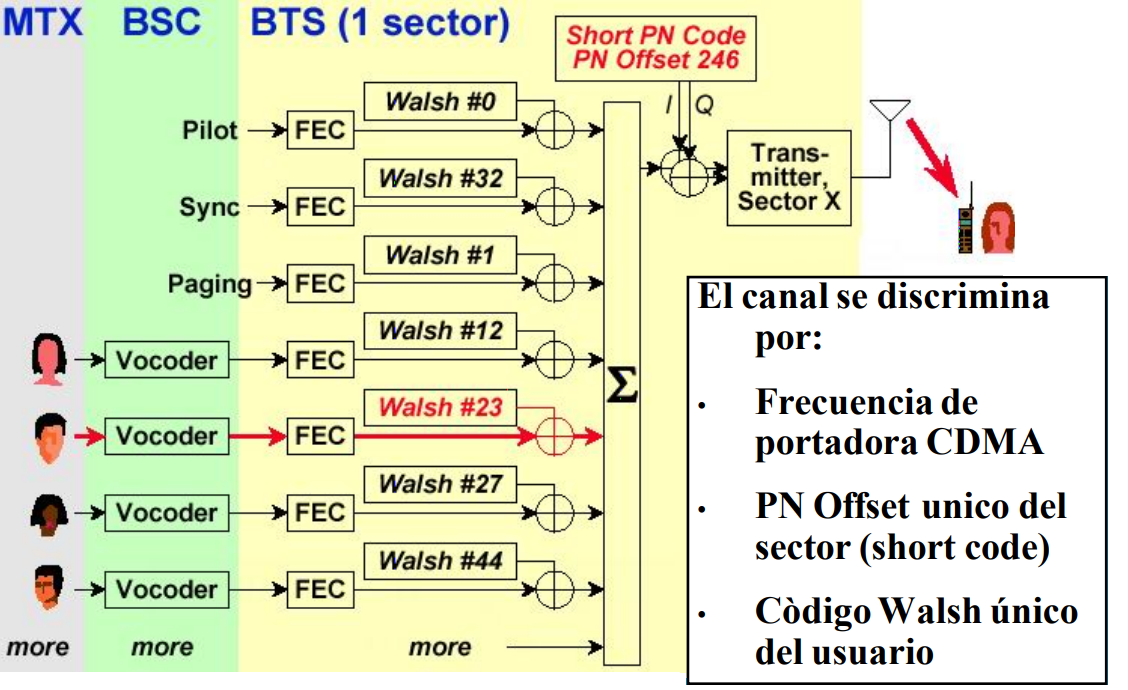 MTX BSC BTS (1 sector)
Short PN Code
PN Offset 246
I Q
Pilot FEC Walsh #0
Sync FEC Walsh #32
Paging FEC Walsh #1
Vocoder FEC Walsh #12
Vocoder FEC Walsh #23
Vocoder FEC Walsh #27
Vocoder FEC Walsh #44
more more more
Σ
Trans-
mitter,
Sector X
El canal se discrimina
por:
• Frecuencia de
portadora CDMA
• PN Offset unico del
sector (short code)
• Còdigo Walsh único
del usuario